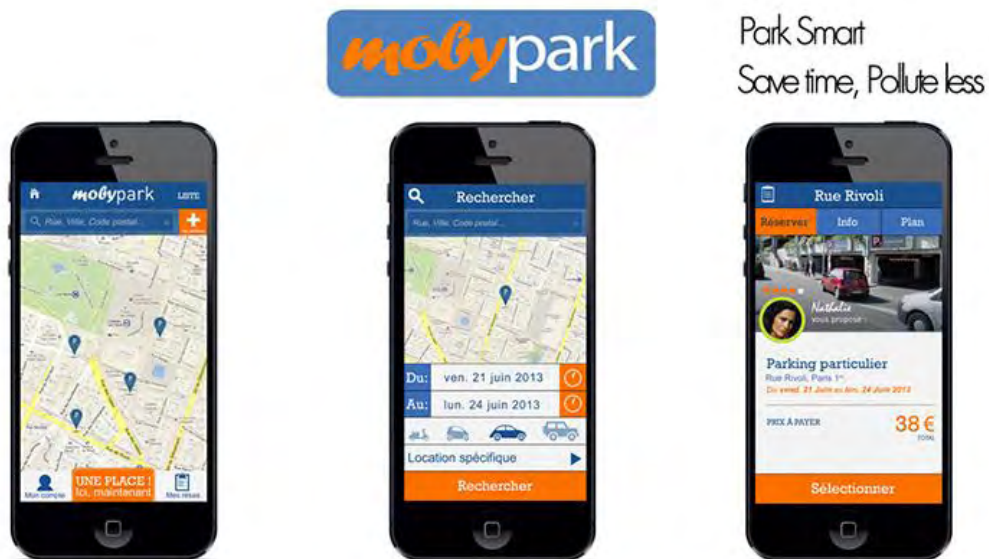 mobypark
Park Smart
Save time, Pollute less
mobypark
LISTE
Rue, Ville, Code postal...
Mon compte
UNE PLACE !
Ici, maintenant
Mes résas
Rechercher
Rue, Ville, Code postal...
Du:
ven. 21 juin 2013
Au:
lun. 24 juin 2013
Location spécifique
Rechercher
Rue Rivoli
Réserver
Info
Plan
Nathalie
vous propose :
Parking particulier
Rue Rivoli, Paris 1er
Du vend. 21 Juin au lun. 24 Juin 2013
PRIX À PAYER
38 €
TOTAL
Sélectionner